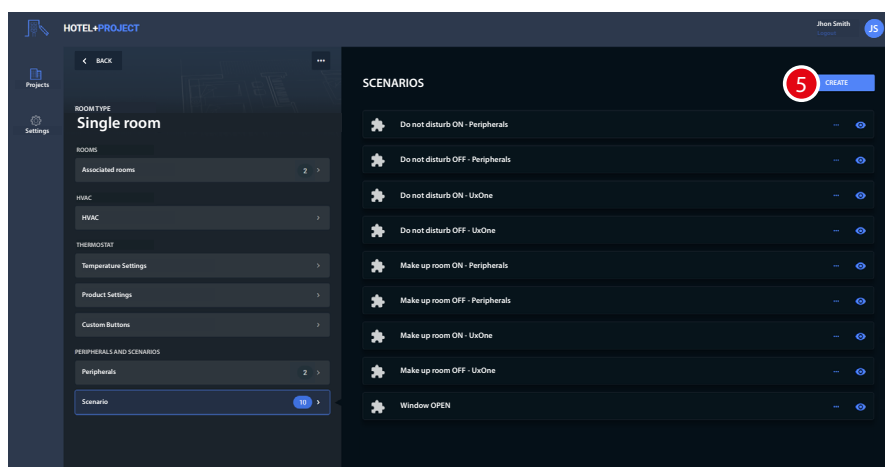 HOTEL+PROJECT
Jhon Smith
Logout
JS
Projects
Settings
BACK
ROOM TYPE
Single room
ROOMS
Associated rooms 2
HVAC
HVAC
THERMOSTAT
Temperature Settings
Product Settings
Custom Buttons
PERIPHERALS AND SCENARIOS
Peripherals 2
Scenario 10
SCENARIOS
5 CREATE
Do not disturb ON - Peripherals
Do not disturb OFF - Peripherals
Do not disturb ON - UxOne
Do not disturb OFF - UxOne
Make up room ON - Peripherals
Make up room OFF - Peripherals
Make up room ON - UxOne
Make up room OFF - UxOne
Window OPEN